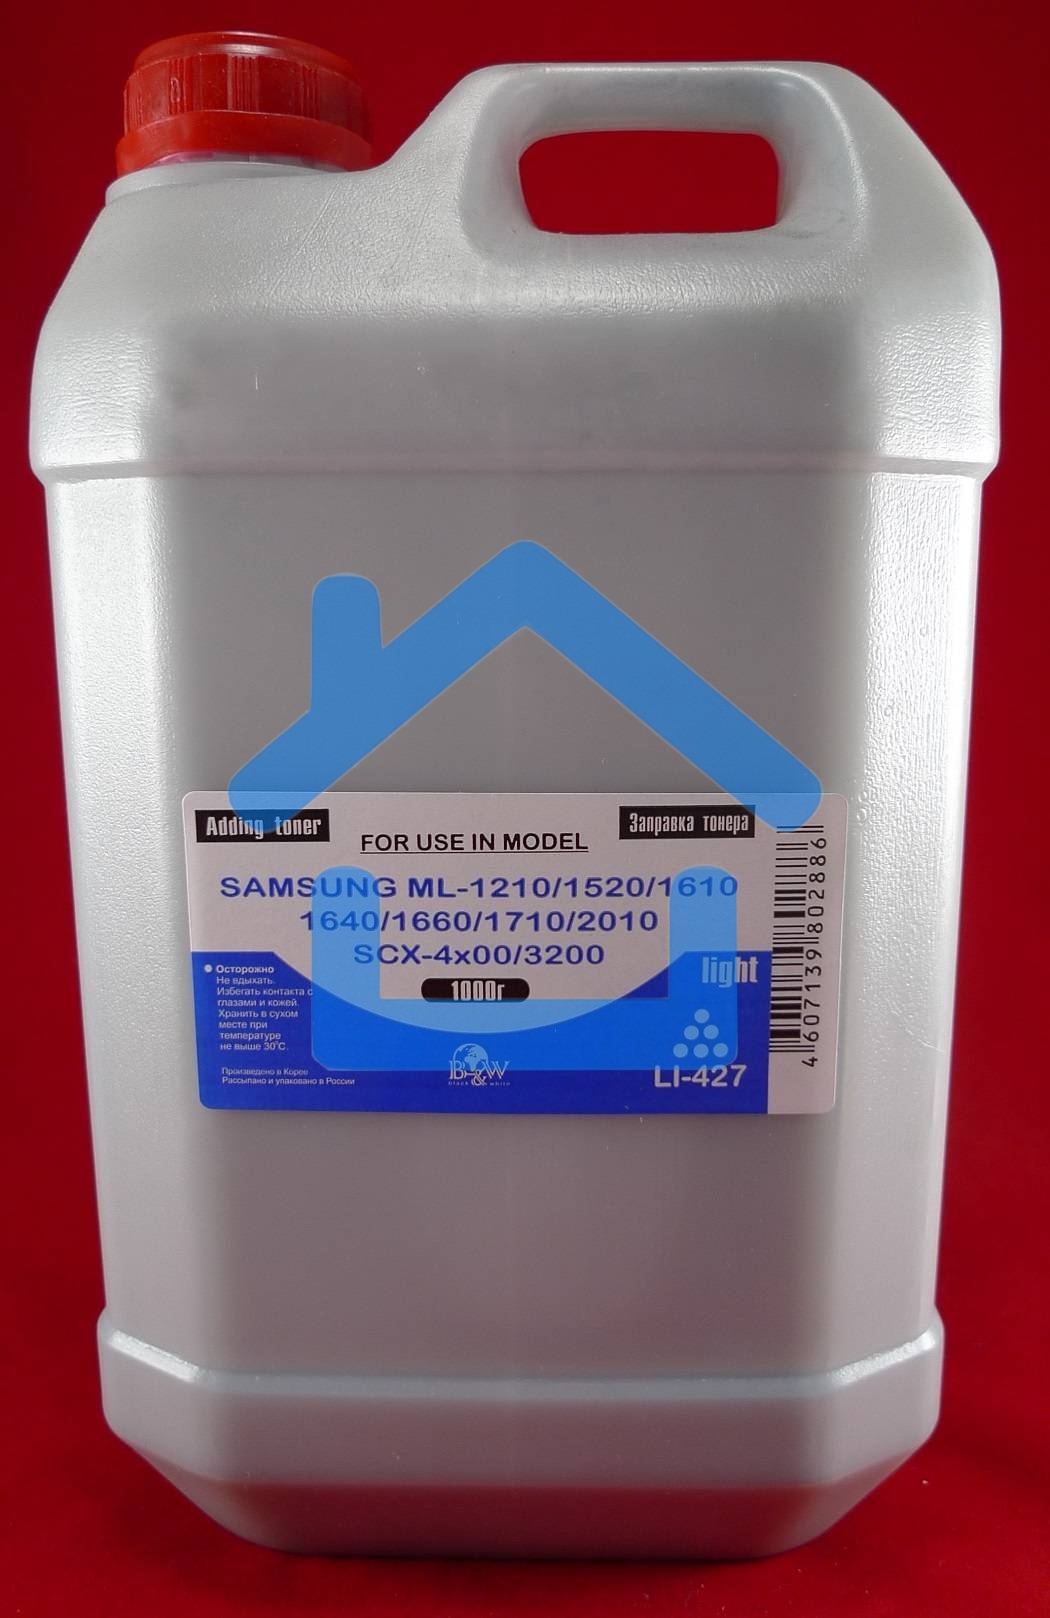 Adding toner
Заправка тонера
FOR USE IN MODEL
SAMSUNG ML-1210/1520/1610
1640/1660/1710/2010
SCX-4x00/3200
1000г
light
Осторожно
Не вдыхать.
Избегать контакта с
глазами и кожей.
Хранить в сухом
месте при
температуре
не выше 30°С.
Произведено в Корее
Рассыпано и упаковано в России
B&W
black & white
LI-427
4607139802886